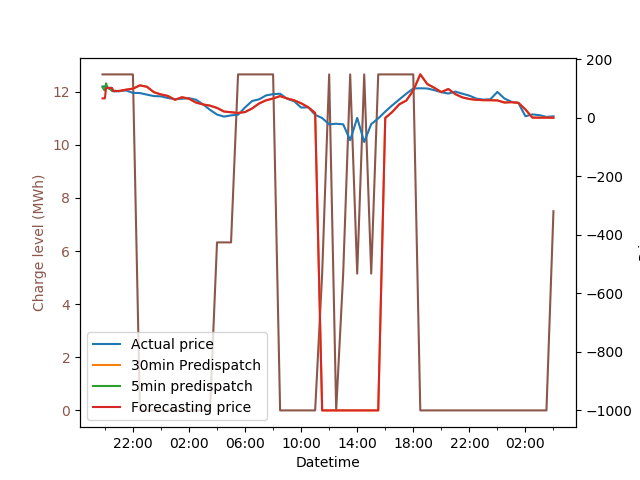 12
10
8
6
4
2
0
Charge level (MWh)
200
0
−200
−400
−600
−800
−1000
Actual price
30min Predispatch
5min predispatch
Forecasting price
22:00 02:00 06:00 10:00 14:00 18:00 22:00 02:00
Datetime